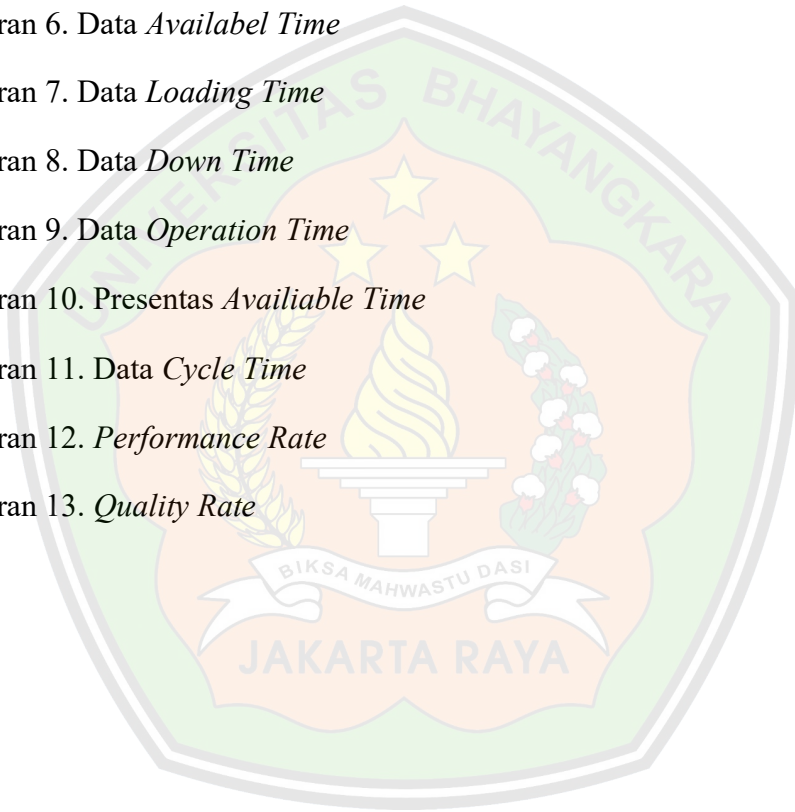 ran 6. Data Availabel Time
ran 7. Data Loading Time
ran 8. Data Down Time
ran 9. Data Operation Time
ran 10. Presentas Availiable Time
ran 11. Data Cycle Time
ran 12. Performance Rate
ran 13. Quality Rate
UNIVERSITAS BHAYANGKARA
BIKSA MAHWASTU DASI
JAKARTA RAYA